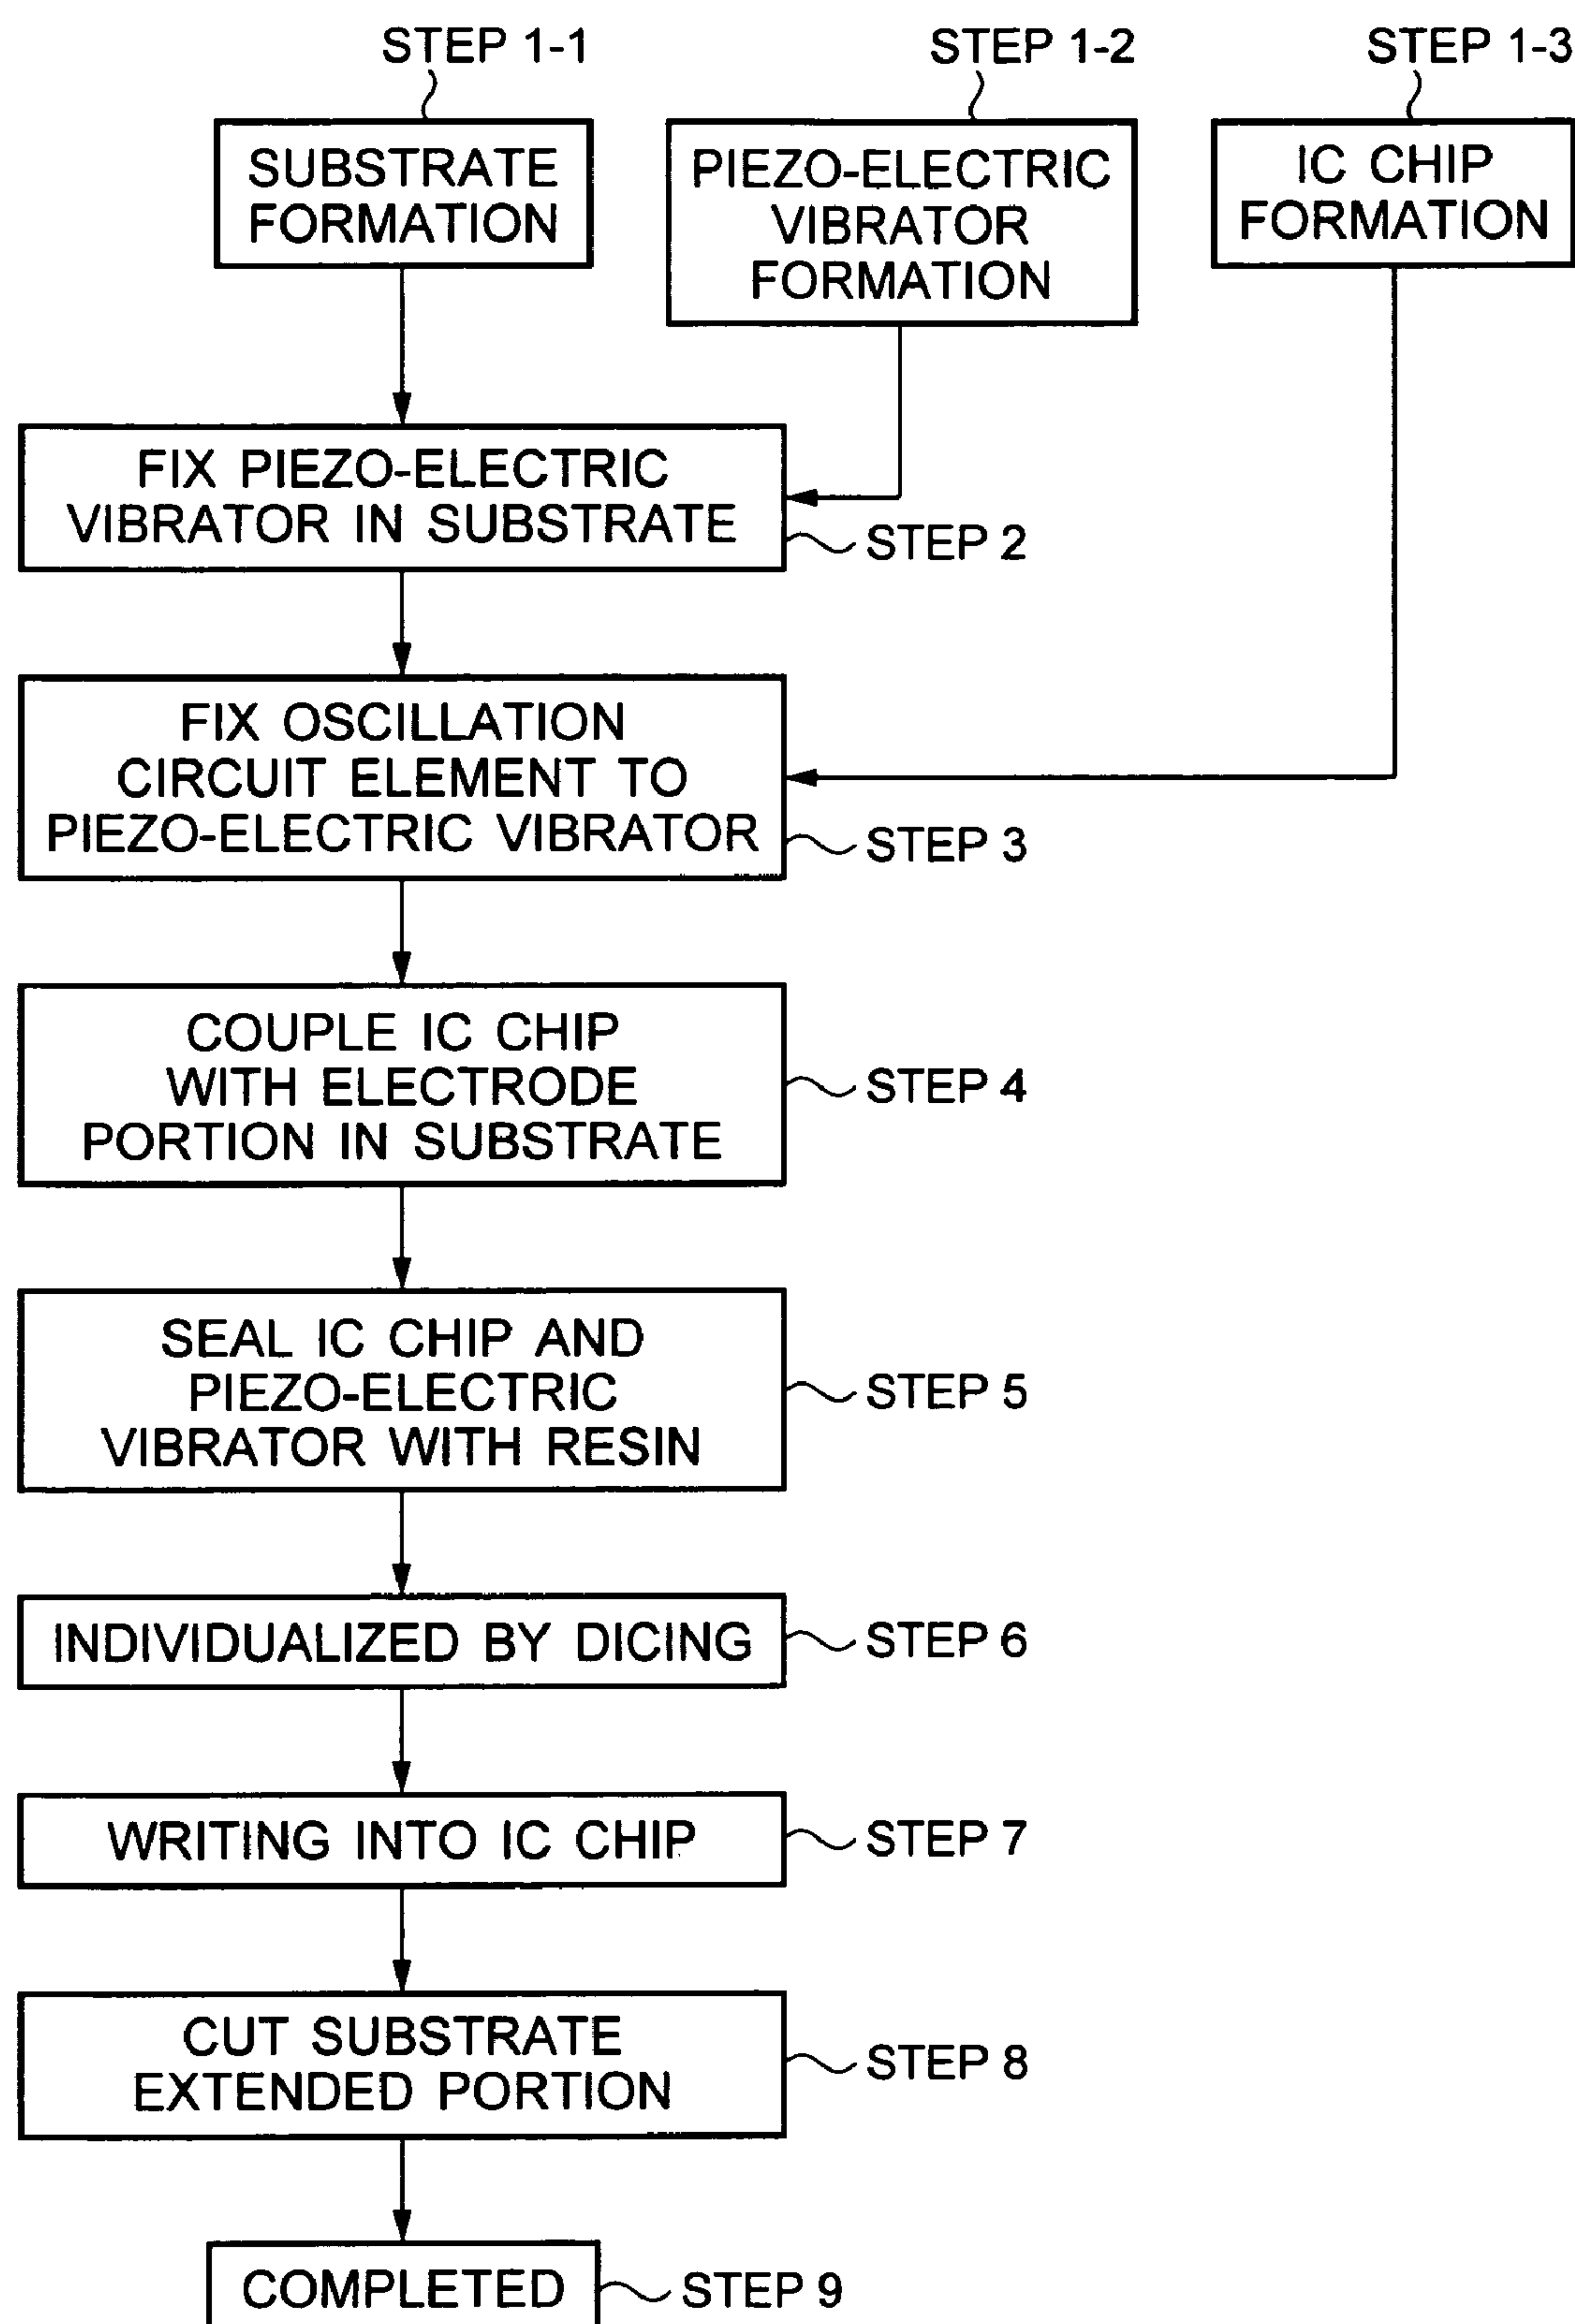 STEP 1-1
STEP 1-2
STEP 1-3
SUBSTRATE
FORMATION
PIEZO-ELECTRIC
VIBRATOR
FORMATION
IC CHIP
FORMATION
FIX PIEZO-ELECTRIC
VIBRATOR IN SUBSTRATE
STEP 2
FIX OSCILLATION
CIRCUIT ELEMENT TO
PIEZO-ELECTRIC VIBRATOR
STEP 3
COUPLE IC CHIP
WITH ELECTRODE
PORTION IN SUBSTRATE
STEP 4
SEAL IC CHIP AND
PIEZO-ELECTRIC
VIBRATOR WITH RESIN
STEP 5
INDIVIDUALIZED BY DICING
STEP 6
WRITING INTO IC CHIP
STEP 7
CUT SUBSTRATE
EXTENDED PORTION
STEP 8
COMPLETED
STEP 9